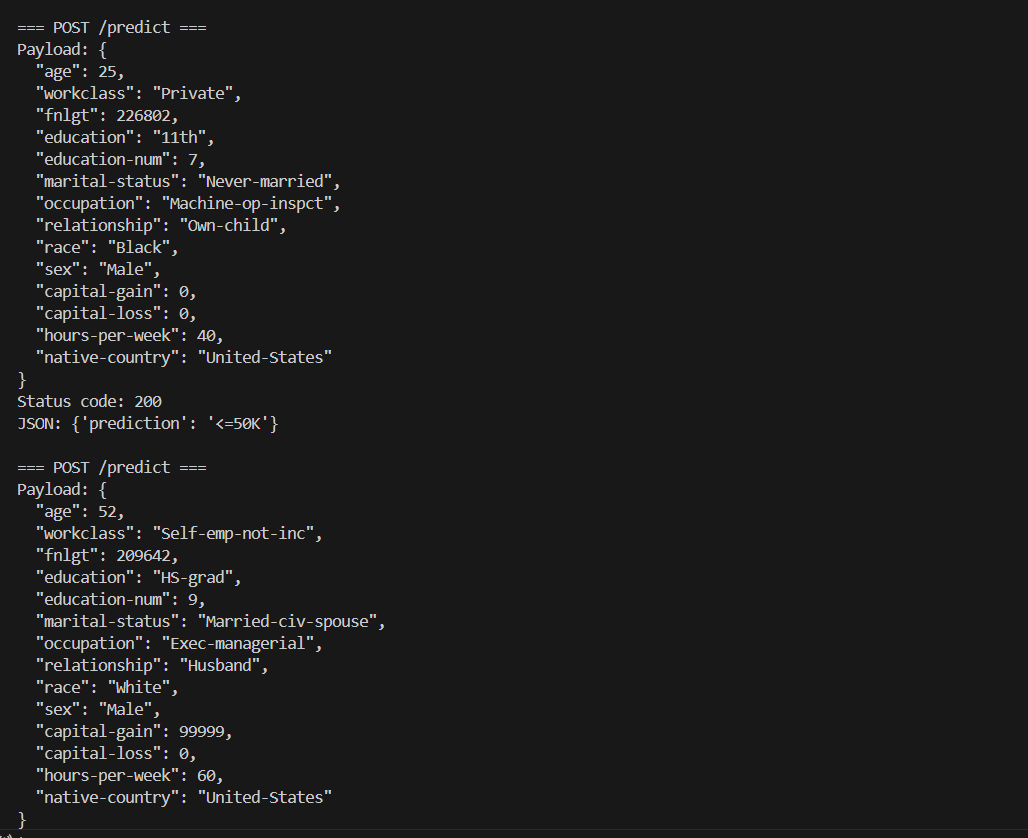 === POST /predict ===
Payload: {
  "age": 25,
  "workclass": "Private",
  "fnlgt": 226802,
  "education": "11th",
  "education-num": 7,
  "marital-status": "Never-married",
  "occupation": "Machine-op-inspct",
  "relationship": "Own-child",
  "race": "Black",
  "sex": "Male",
  "capital-gain": 0,
  "capital-loss": 0,
  "hours-per-week": 40,
  "native-country": "United-States"
}
Status code: 200
JSON: {'prediction': '<=50K'}

=== POST /predict ===
Payload: {
  "age": 52,
  "workclass": "Self-emp-not-inc",
  "fnlgt": 209642,
  "education": "HS-grad",
  "education-num": 9,
  "marital-status": "Married-civ-spouse",
  "occupation": "Exec-managerial",
  "relationship": "Husband",
  "race": "White",
  "sex": "Male",
  "capital-gain": 99999,
  "capital-loss": 0,
  "hours-per-week": 60,
  "native-country": "United-States"
}